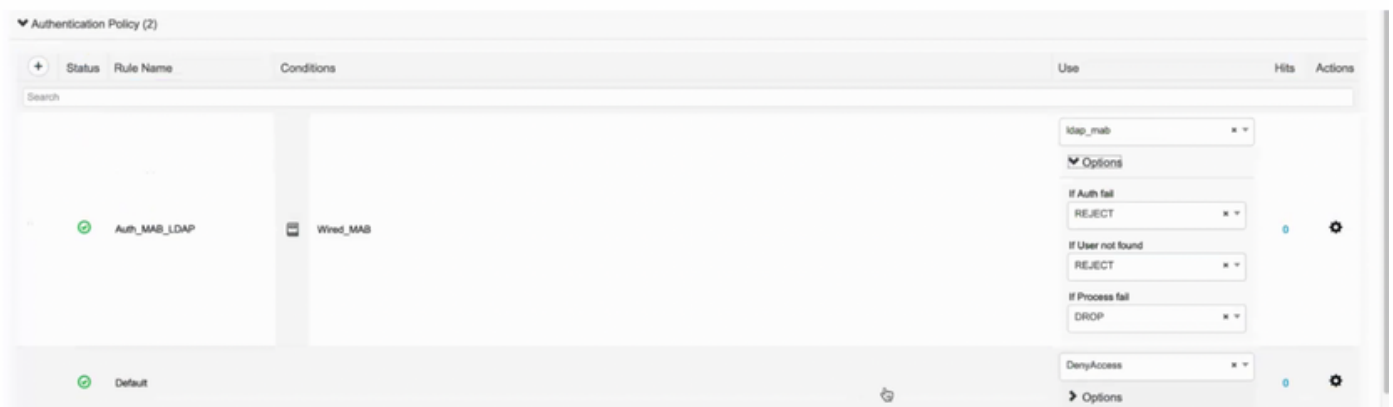 Authentication Policy (2)
+ Status Rule Name Conditions Use Hits Actions
Search
ldap_mab
Options
If Auth fail
REJECT
Auth_MAB_LDAP Wired_MAB 0
If User not found
REJECT
If Process fail
DROP
DenyAccess
Default 0
Options